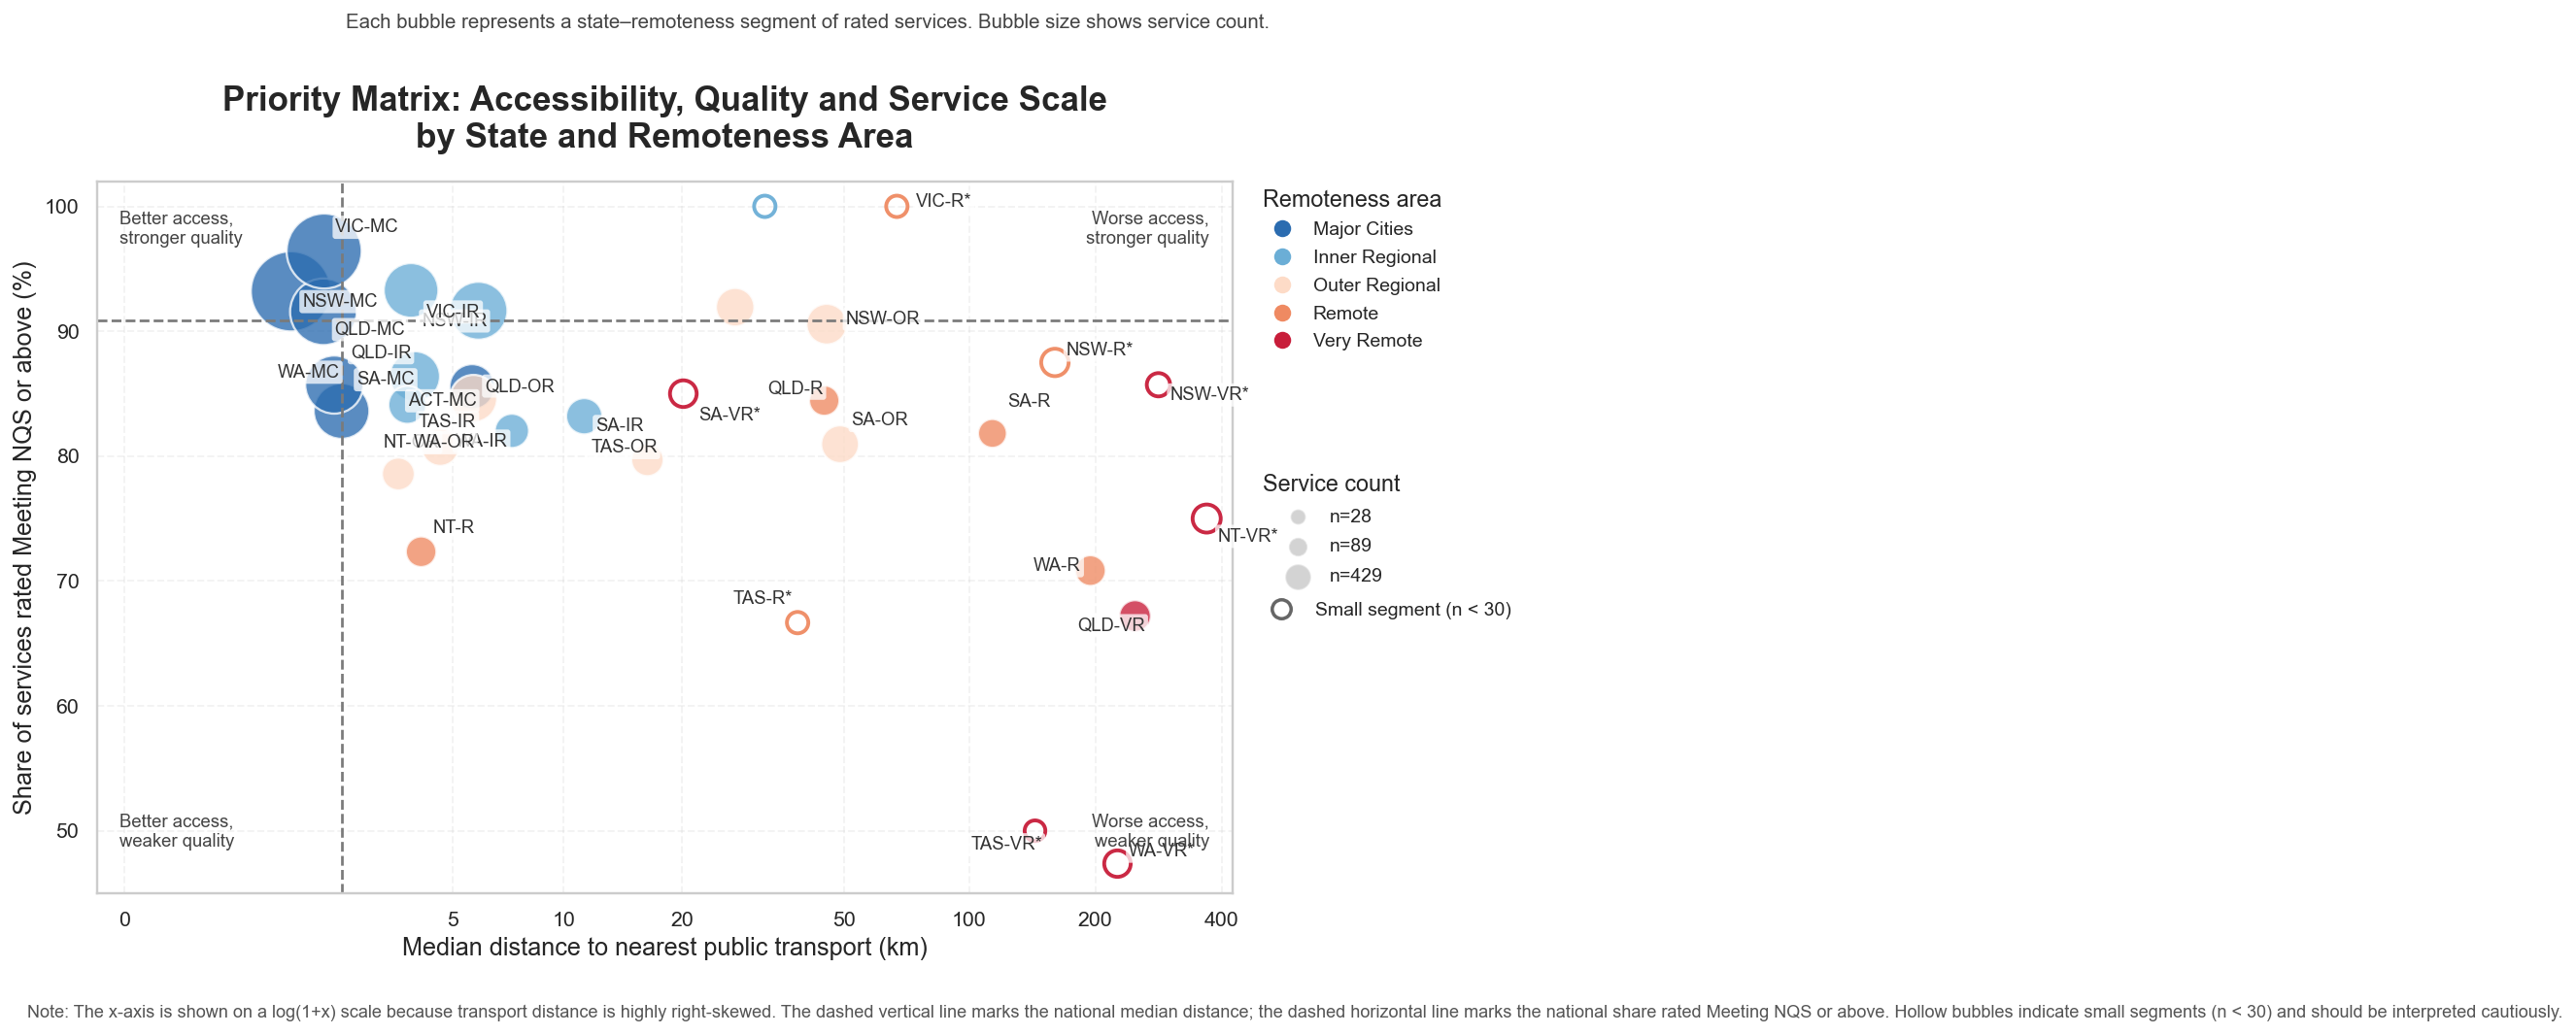 Each bubble represents a state–remoteness segment of rated services. Bubble size shows service count.
Priority Matrix: Accessibility, Quality and Service Scale
by State and Remoteness Area
Share of services rated Meeting NQS or above (%)
100
90
80
70
60
50
Better access,
stronger quality
Worse access,
stronger quality
VIC-MC
VIC-R*
NSW-MC
VIC-IR
NSW-IR
NSW-OR
QLD-MC
QLD-IR
NSW-R*
WA-MC
SA-MC
QLD-OR
QLD-R
NSW-VR*
ACT-MC
SA-R
SA-VR*
TAS-IR
SA-IR
SA-OR
WA-OR
TAS-OR
NT-R
NT-VR*
WA-R
TAS-R*
QLD-VR
Better access,
weaker quality
Worse access,
weaker quality
TAS-VR*
WA-VR*
0
5
10
20
50
100
200
400
Median distance to nearest public transport (km)
Remoteness area
Major Cities
Inner Regional
Outer Regional
Remote
Very Remote
Service count
n=28
n=89
n=429
Small segment (n < 30)
Note: The x-axis is shown on a log(1+x) scale because transport distance is highly right-skewed. The dashed vertical line marks the national median distance; the dashed horizontal line marks the national share rated Meeting NQS or above. Hollow bubbles indicate small segments (n < 30) and should be interpreted cautiously.